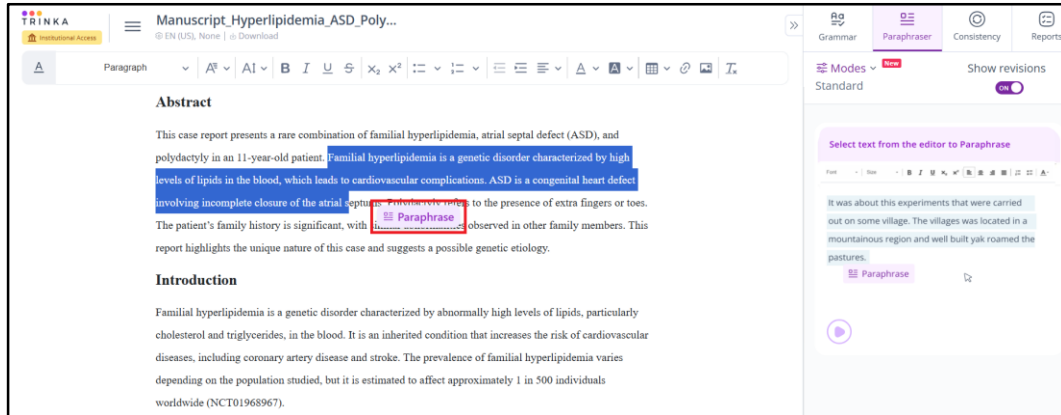 TRINKA
Institutional Access
Manuscript_Hyperlipidemia_ASD_Poly...
EN (US), None | Download
Paragraph
Abstract
This case report presents a rare combination of familial hyperlipidemia, atrial septal defect (ASD), and
polydactyly in an 11-year-old patient. Familial hyperlipidemia is a genetic disorder characterized by high
levels of lipids in the blood, which leads to cardiovascular complications. ASD is a congenital heart defect
involving incomplete closure of the atrial septum. Polydactyly refers to the presence of extra fingers or toes.
Paraphrase
The patient's family history is significant, with observed in other family members. This
report highlights the unique nature of this case and suggests a possible genetic etiology.
Introduction
Familial hyperlipidemia is a genetic disorder characterized by abnormally high levels of lipids, particularly
cholesterol and triglycerides, in the blood. It is an inherited condition that increases the risk of cardiovascular
diseases, including coronary artery disease and stroke. The prevalence of familial hyperlipidemia varies
depending on the population studied, but it is estimated to affect approximately 1 in 500 individuals
worldwide (NCT01968967).
Grammar
Paraphraser
Consistency
Reports
Modes New
Standard
Show revisions
ON
Select text from the editor to Paraphrase
Font Size B I U X, x² A
It was about this experiments that were carried
out on some village. The villages was located in a
mountainous region and well built yak roamed the
pastures.
Paraphrase